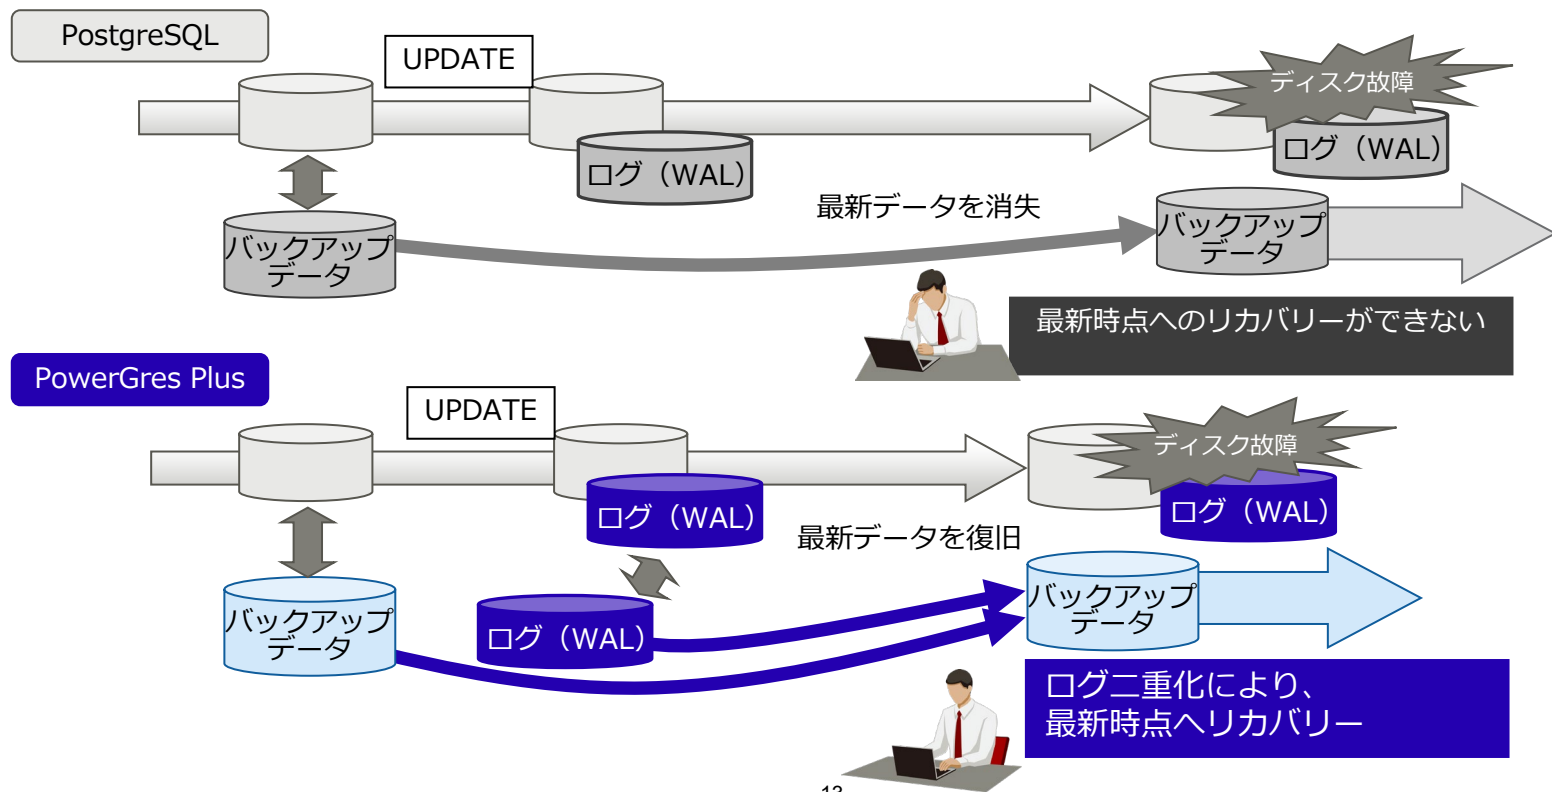 PostgreSQL
UPDATE
ディスク故障
ログ（WAL）
ログ（WAL）
最新データを消失
バックアップ
データ
バックアップ
データ
最新時点へのリカバリーができない
PowerGres Plus
UPDATE
ディスク故障
ログ（WAL）
ログ（WAL）
最新データを復旧
バックアップ
データ
ログ（WAL）
バックアップ
データ
ログ二重化により、
最新時点へリカバリー